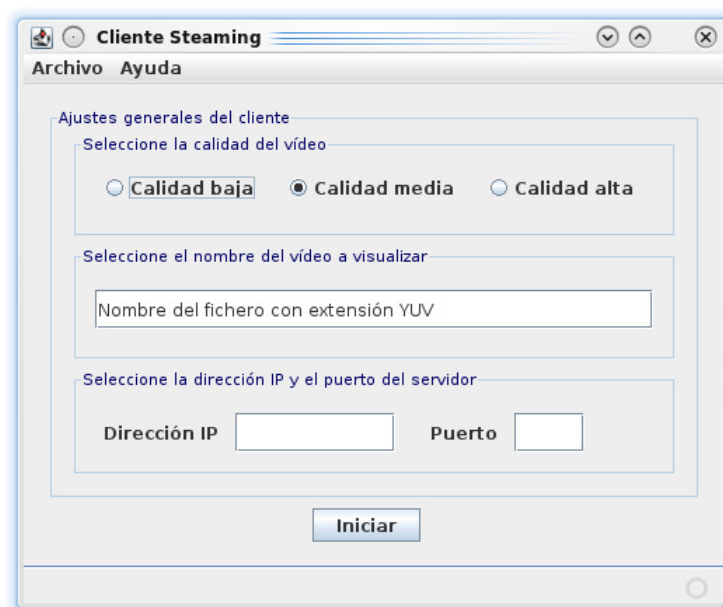 Cliente Steaming
Archivo Ayuda
Ajustes generales del cliente
Seleccione la calidad del vídeo
Calidad baja Calidad media Calidad alta
Seleccione el nombre del vídeo a visualizar
Nombre del fichero con extensión YUV
Seleccione la dirección IP y el puerto del servidor
Dirección IP Puerto
Iniciar